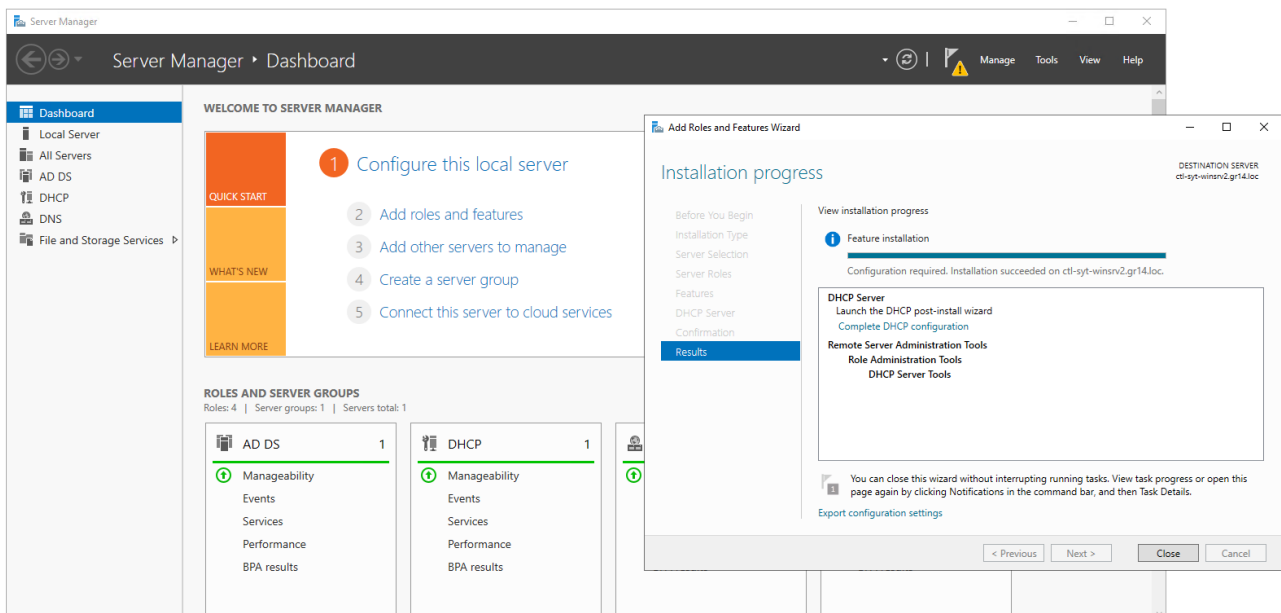 Server Manager
Server Manager ‣ Dashboard
Manage
Tools
View
Help
Dashboard
Local Server
All Servers
AD DS
DHCP
DNS
File and Storage Services
WELCOME TO SERVER MANAGER
QUICK START
WHAT'S NEW
LEARN MORE
1 Configure this local server
2 Add roles and features
3 Add other servers to manage
4 Create a server group
5 Connect this server to cloud services
ROLES AND SERVER GROUPS
Roles: 4 | Server groups: 1 | Servers total: 1
AD DS 1
Manageability
Events
Services
Performance
BPA results
DHCP 1
Manageability
Events
Services
Performance
BPA results
Add Roles and Features Wizard
Installation progress
DESTINATION SERVER
ctl-syt-winsrv2.gr14.loc
Before You Begin
Installation Type
Server Selection
Server Roles
Features
DHCP Server
Confirmation
Results
View installation progress
Feature installation
Configuration required. Installation succeeded on ctl-syt-winsrv2.gr14.loc.
DHCP Server
Launch the DHCP post-install wizard
Complete DHCP configuration
Remote Server Administration Tools
Role Administration Tools
DHCP Server Tools
1
You can close this wizard without interrupting running tasks. View task progress or open this
page again by clicking Notifications in the command bar, and then Task Details.
Export configuration settings
< Previous
Next >
Close
Cancel